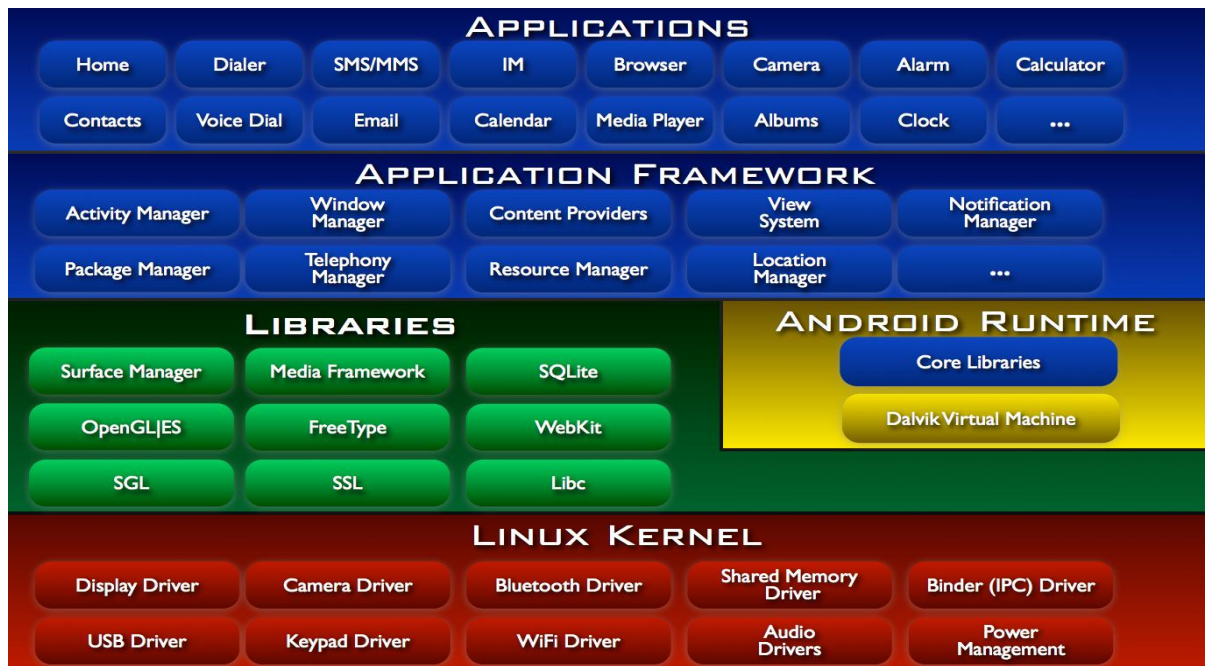 APPLICATIONS
Home
Dialer
SMS/MMS
IM
Browser
Camera
Alarm
Calculator
Contacts
Voice Dial
Email
Calendar
Media Player
Albums
Clock
...
APPLICATION FRAMEWORK
Activity Manager
Window
Manager
Content Providers
View
System
Notification
Manager
Package Manager
Telephony
Manager
Resource Manager
Location
Manager
...
LIBRARIES
Surface Manager
Media Framework
SQLite
OpenGL|ES
FreeType
WebKit
SGL
SSL
Libc
ANDROID RUNTIME
Core Libraries
Dalvik Virtual Machine
LINUX KERNEL
Display Driver
Camera Driver
Bluetooth Driver
Shared Memory
Driver
Binder (IPC) Driver
USB Driver
Keypad Driver
WiFi Driver
Audio
Drivers
Power
Management